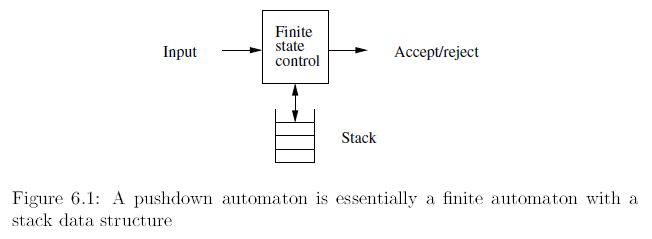 Finite
state
control
Input
Accept/reject
Stack
Figure 6.1: A pushdown automaton is essentially a finite automaton with a
stack data structure